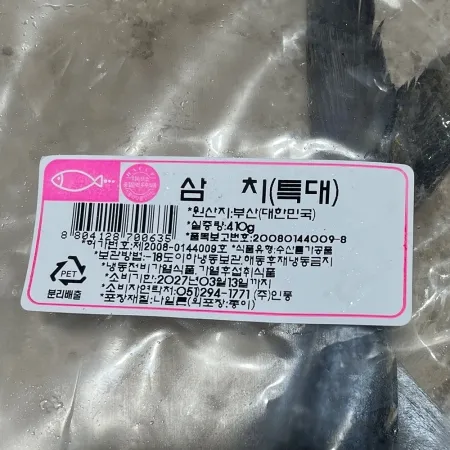 삼 치(특대)
*원산지:부산(대한민국)
*실중량:410g
*품목보고번호:20080144009-8
8 804128 700635
*허가번호:제2008-0144009호 *식품유형:수산물가공품
*보관방법:-18도이하냉동보관,해동후재냉동금지
*냉동전비가열식품,가열후섭취식품
*소비기한:2027년03월13일까지
*소비자연락처:051)294-1771 (주)인동
*포장재질:나일론(외포장:종이)
PET
분리배출